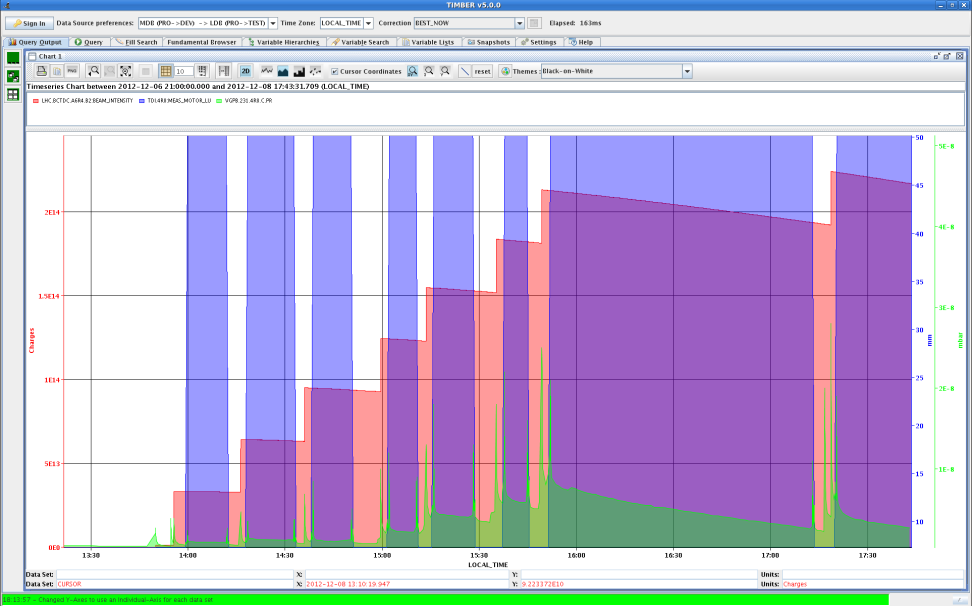 TIMBER v5.0.0
Sign In Data Source preferences: MDB (PRO->DEV) -> LDB (PRO->TEST) Time Zone: LOCAL_TIME Correction BEST_NOW Elapsed: 163ms
Query Output Query Fill Search Fundamental Browser Variable Hierarchies Variable Search Variable Lists Snapshots Settings Help
Chart 1
10 2D Cursor Coordinates reset Themes: Black-on-White
Timeseries Chart between 2012-12-06 21:00:00.000 and 2012-12-08 17:43:31.709 (LOCAL_TIME)
LHC.BCTDC.A6R4.B2:BEAM_INTENSITY TDI.4R8:MEAS_MOTOR_LU VGPB.231.4R8.C.PR
50 5E-8
45
2E14
40 4E-8
35
1.5E14 3E-8
30
Charges mm mbar
25
1E14 2E-8
20
5E13 15 1E-8
10
0E0
13:30 14:00 14:30 15:00 15:30 16:00 16:30 17:00 17:30
LOCAL_TIME
Data Set: X: Y: Units:
Data Set: CURSOR X: 2012-12-08 13:10:19.947 Y: 9.223372E10 Units: Charges
- Changed Y-Axes to use an Individual-Axis for each data set